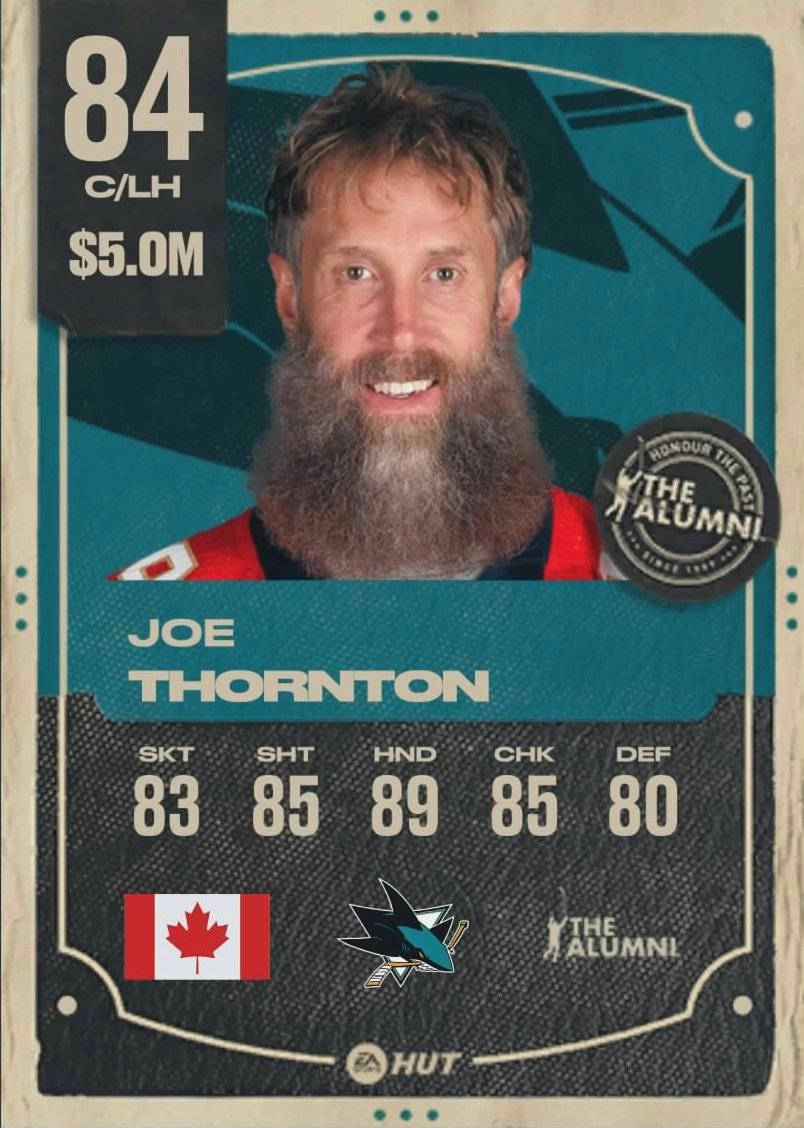 84
C/LH
$5.0M
HONOUR THE PAST
THE
ALUMNI
JOE
THORNTON
SKT SHT HND CHK DEF
83 85 89 85 80
THE
ALUMNI
EA
HUT